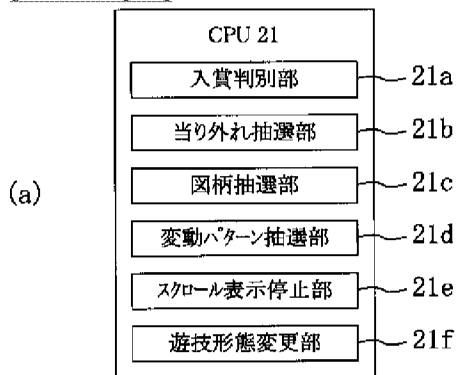 CPU 21
入賞判別部 21a
当り外れ抽選部 21b
(a)
図柄抽選部 21c
変動パターン抽選部 21d
スクロール表示停止部 21e
遊技形態変更部 21f